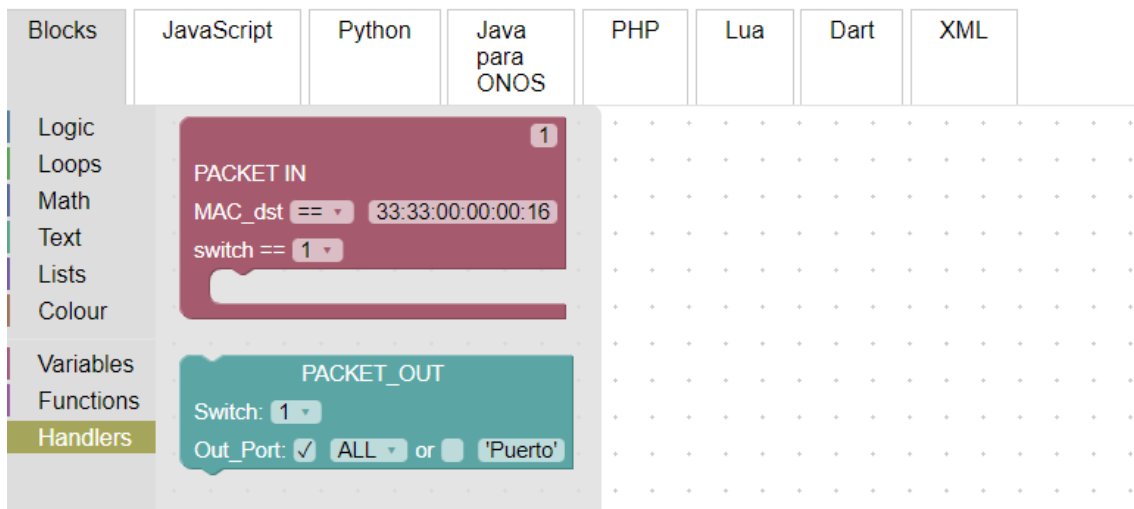 Blocks
JavaScript
Python
Java
para
ONOS
PHP
Lua
Dart
XML
Logic
Loops
Math
Text
Lists
Colour
Variables
Functions
Handlers
1
PACKET IN
MAC_dst == 33:33:00:00:00:16
switch == 1
PACKET_OUT
Switch: 1
Out_Port: ✓ ALL or 'Puerto'